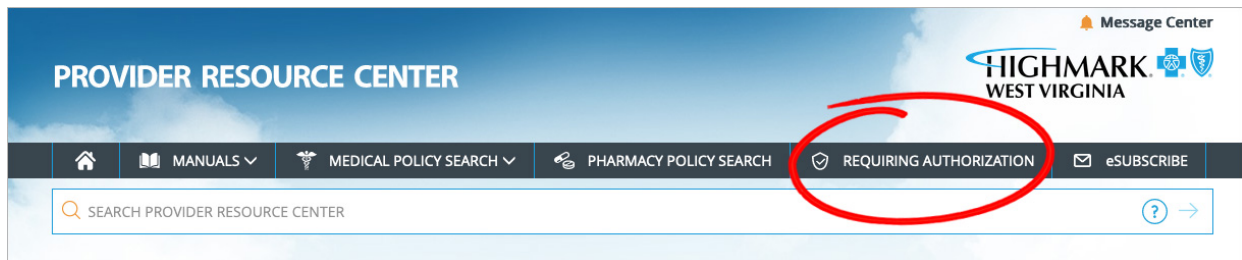 Message Center
PROVIDER RESOURCE CENTER
HIGHMARK.
WEST VIRGINIA
MANUALS
MEDICAL POLICY SEARCH
PHARMACY POLICY SEARCH
REQUIRING AUTHORIZATION
eSUBSCRIBE
SEARCH PROVIDER RESOURCE CENTER
?